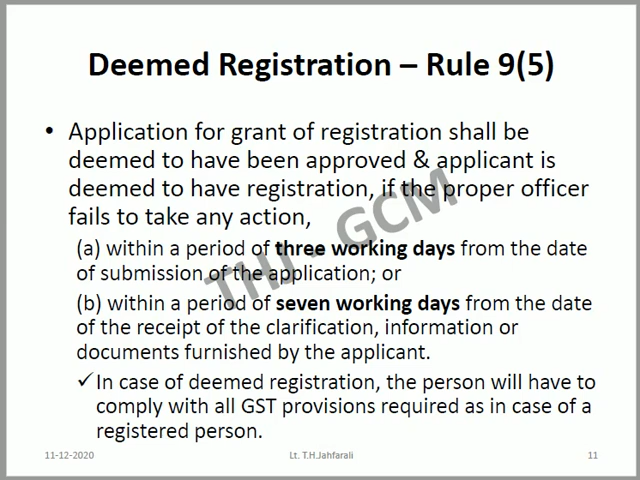 Deemed Registration – Rule 9(5)
• Application for grant of registration shall be
deemed to have been approved & applicant is
deemed to have registration, if the proper officer
fails to take any action,
(a) within a period of three working days from the date
of submission of the application; or
(b) within a period of seven working days from the date
of the receipt of the clarification, information or
documents furnished by the applicant.
✓ In case of deemed registration, the person will have to
comply with all GST provisions required as in case of a
registered person.
THJ - GCM
11-12-2020
Lt. T.H.Jahfarali
11